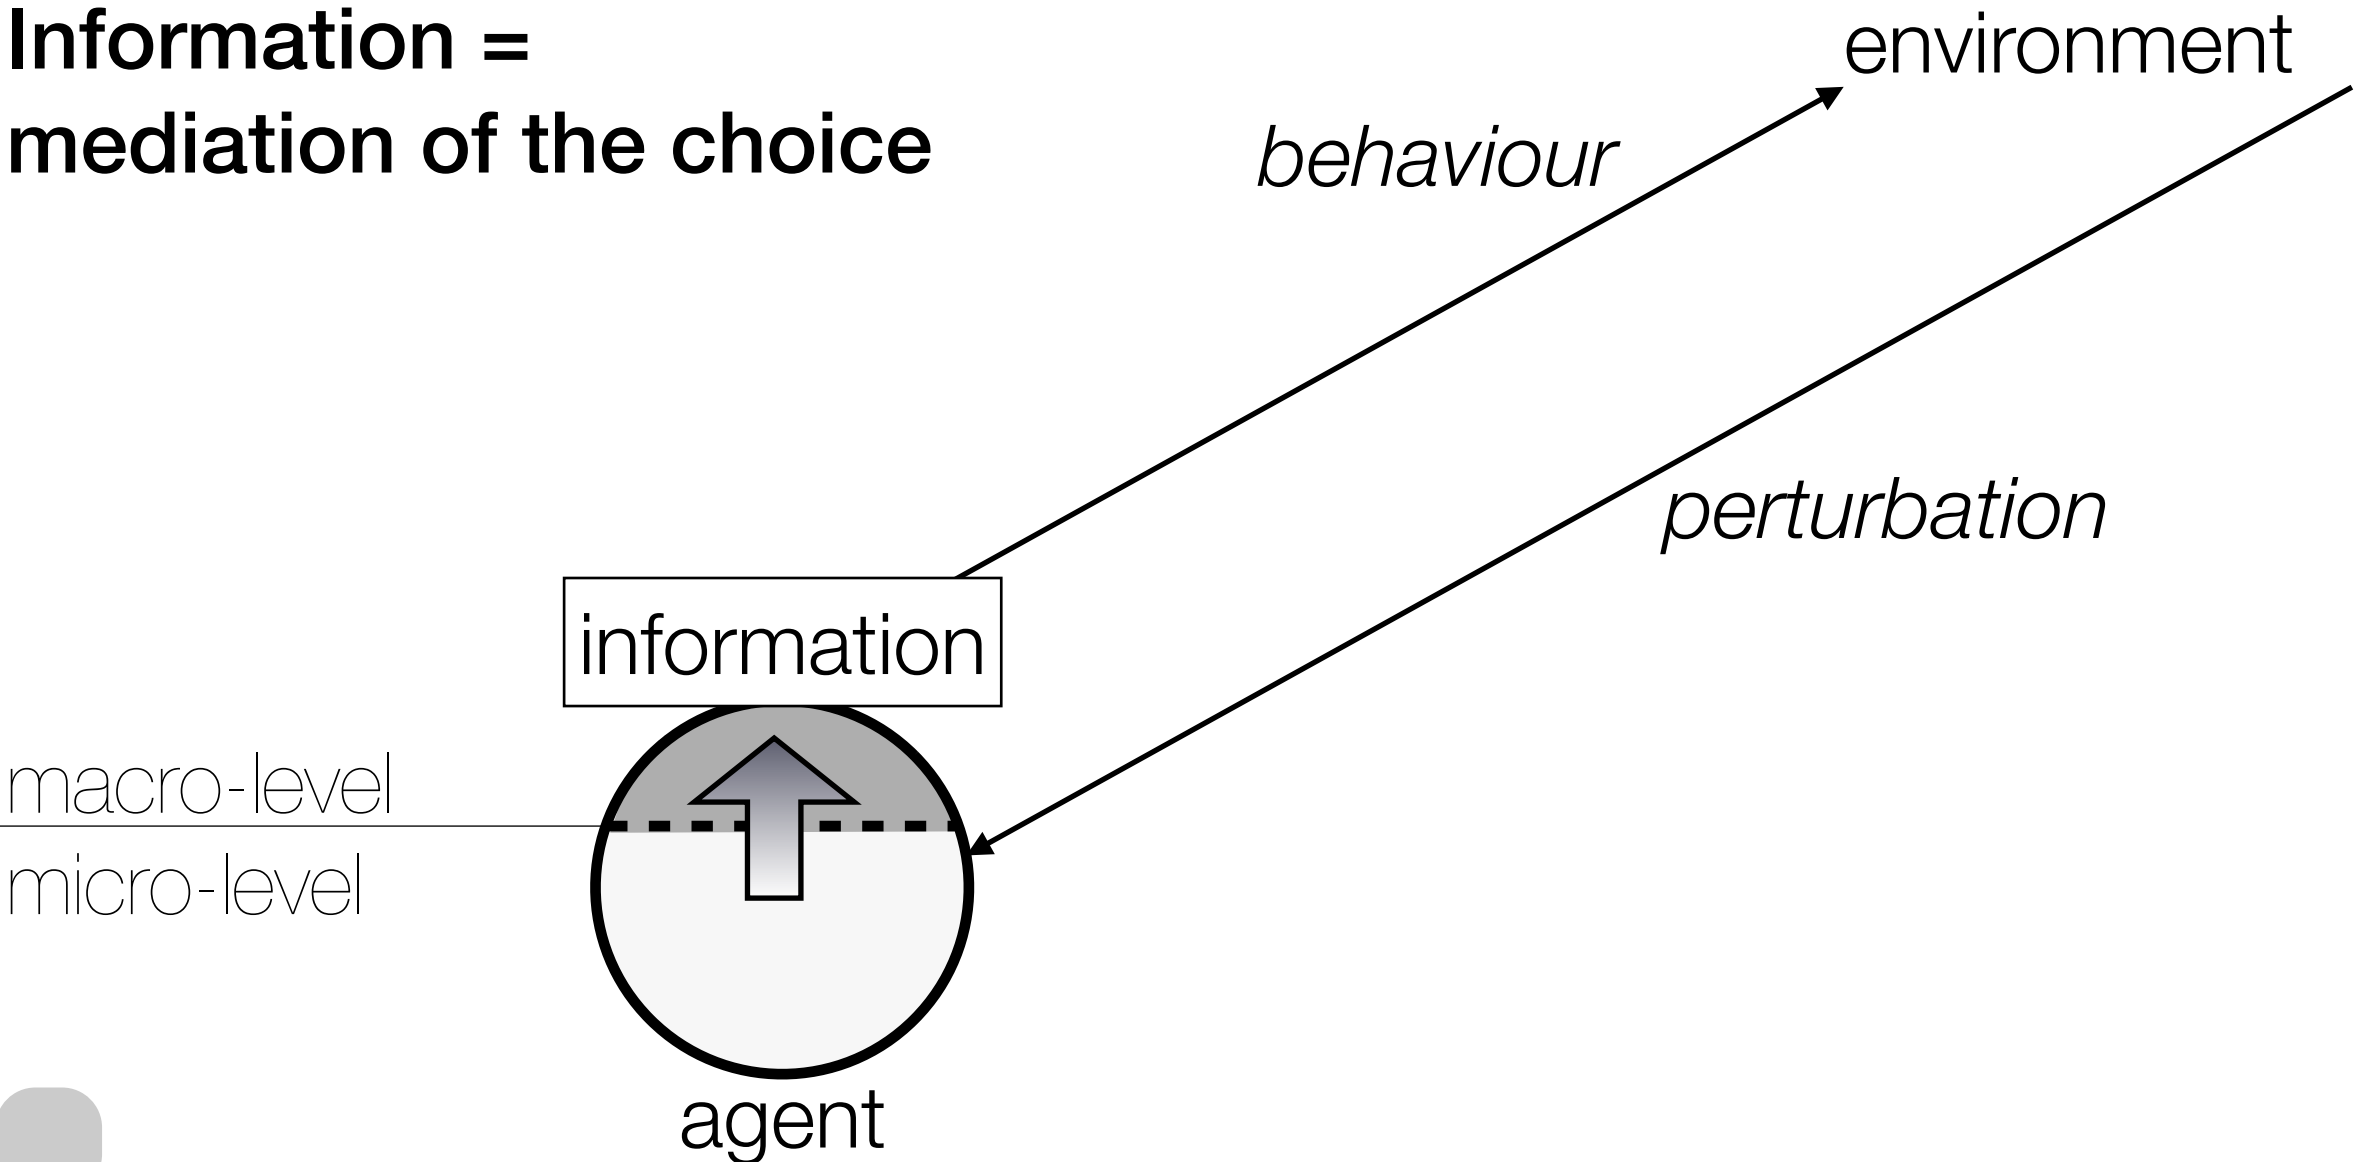 Information =
mediation of the choice
environment
behaviour
perturbation
information
macro-level
micro-level
agent